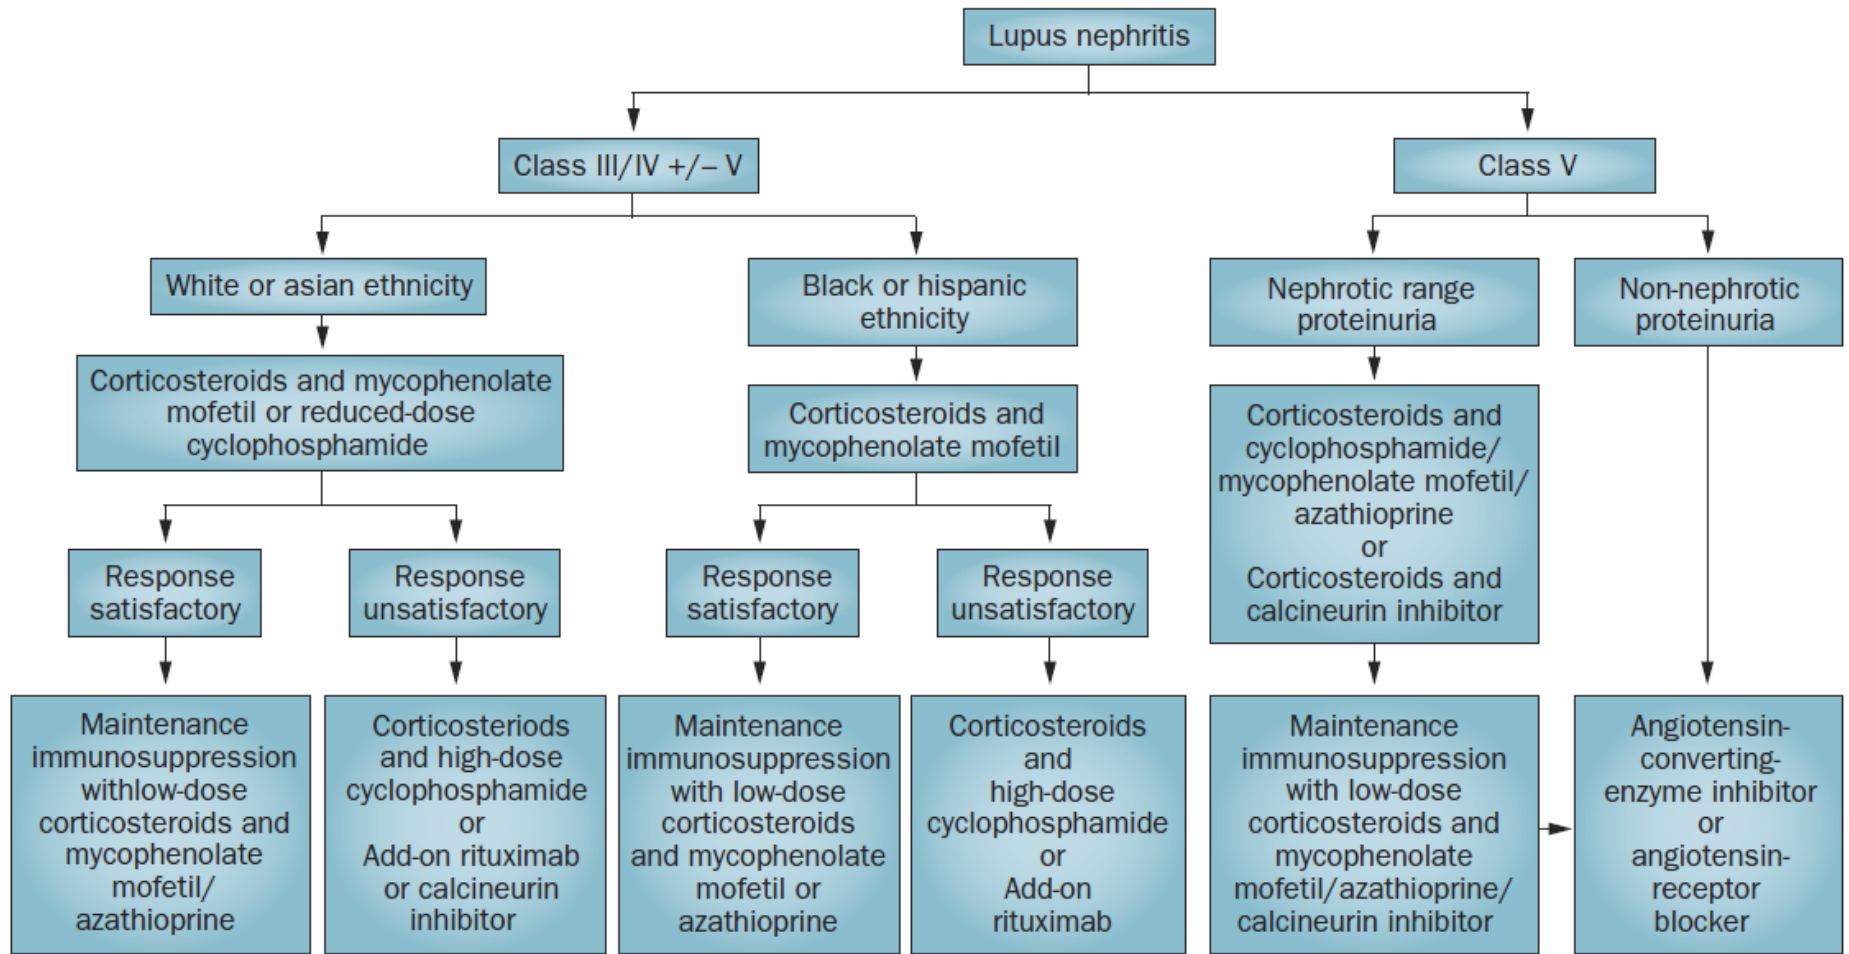 Lupus nephritis
Class III/IV +/– V
Class V
White or asian ethnicity
Black or hispanic
ethnicity
Nephrotic range
proteinuria
Non-nephrotic
proteinuria
Corticosteroids and mycophenolate
mofetil or reduced-dose
cyclophosphamide
Corticosteroids and
mycophenolate mofetil
Corticosteroids and
cyclophosphamide/
mycophenolate mofetil/
azathioprine
or
Corticosteroids and
calcineurin inhibitor
Response
satisfactory
Response
unsatisfactory
Response
satisfactory
Response
unsatisfactory
Maintenance
immunosuppression
withlow-dose
corticosteroids and
mycophenolate
mofetil/
azathioprine
Corticosteriods
and high-dose
cyclophosphamide
or
Add-on rituximab
or calcineurin
inhibitor
Maintenance
immunosuppression
with low-dose
corticosteroids
and mycophenolate
mofetil or
azathioprine
Corticosteroids
and
high-dose
cyclophosphamide
or
Add-on
rituximab
Maintenance
immunosuppression
with low-dose
corticosteroids and
mycophenolate
mofetil/azathioprine/
calcineurin inhibitor
Angiotensin-
converting-
enzyme inhibitor
or
angiotensin-
receptor
blocker